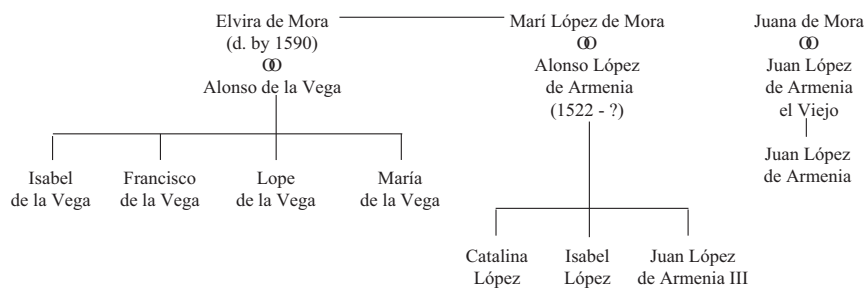 Elvira de Mora
(d. by 1590)
Alonso de la Vega
Marí López de Mora
Alonso López
de Armenia
(1522 - ?)
Juana de Mora
Juan López
de Armenia
el Viejo
Juan López
de Armenia
Isabel
de la Vega
Francisco
de la Vega
Lope
de la Vega
María
de la Vega
Catalina
López
Isabel
López
Juan López
de Armenia III